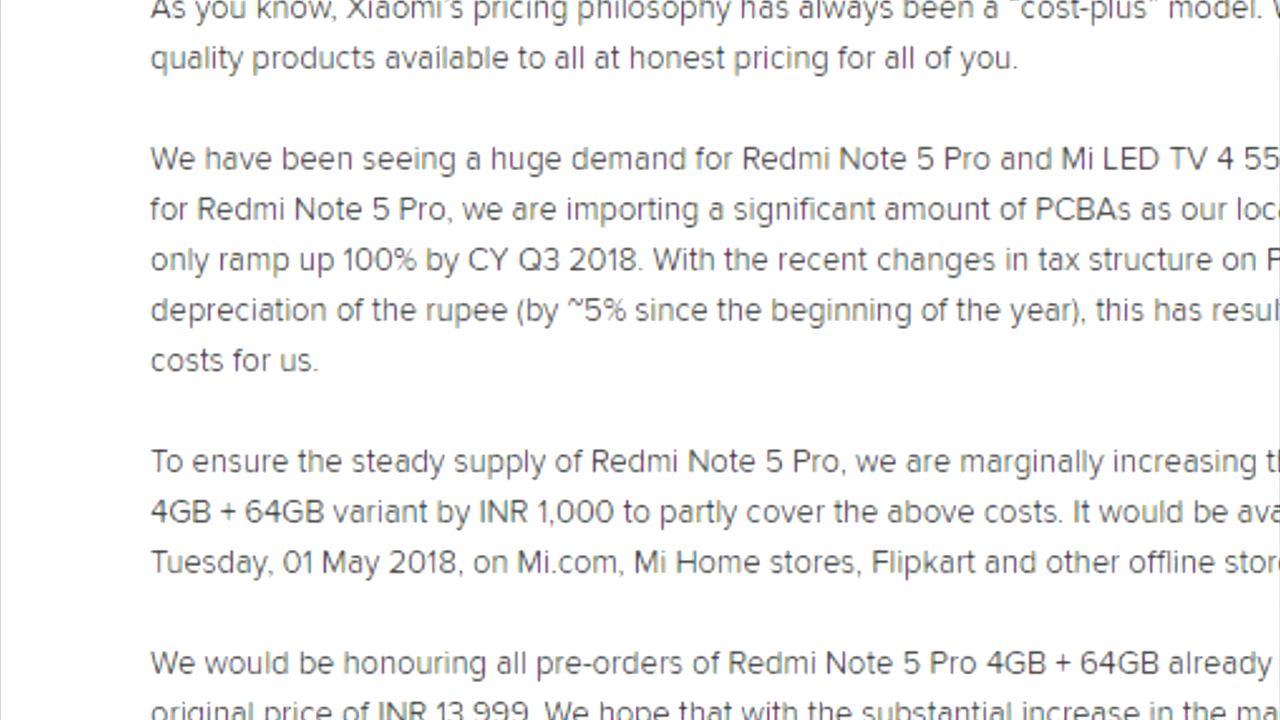 As you know, Xiaomi's pricing philosophy has always been a "cost-plus" model.
quality products available to all at honest pricing for all of you.
We have been seeing a huge demand for Redmi Note 5 Pro and Mi LED TV 4 55
for Redmi Note 5 Pro, we are importing a significant amount of PCBAs as our
only ramp up 100% by CY Q3 2018. With the recent changes in tax structure on
depreciation of the rupee (by ~5% since the beginning of the year), this has
costs for us.
To ensure the steady supply of Redmi Note 5 Pro, we are marginally increasing
4GB + 64GB variant by INR 1,000 to partly cover the above costs. It would be
Tuesday, 01 May 2018, on Mi.com, Mi Home stores, Flipkart and other offline
We would be honouring all pre-orders of Redmi Note 5 Pro 4GB + 64GB already
original price of INR 13,999. We hope that with the substantial increase in the